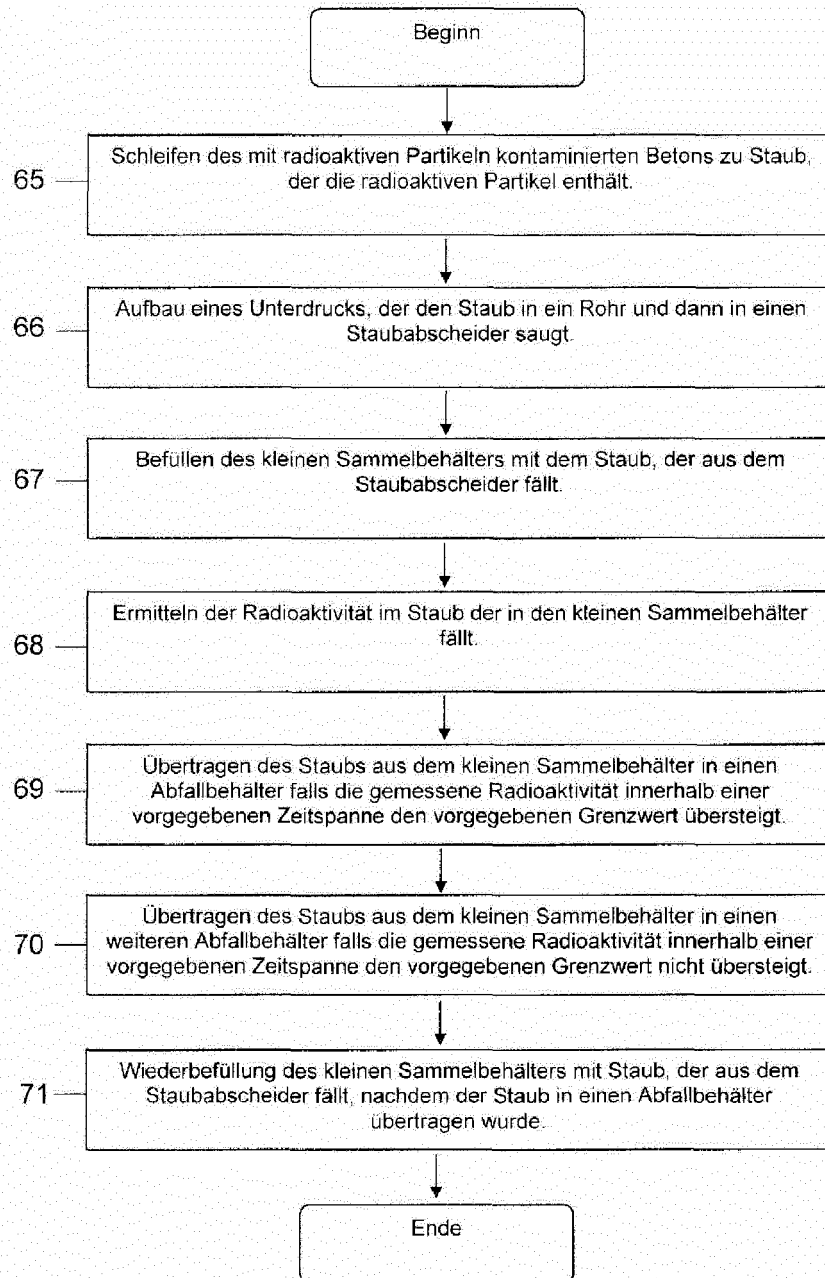 Beginn
65
Schleifen des mit radioaktiven Partikeln kontaminierten Betons zu Staub,
der die radioaktiven Partikel enthält.
66
Aufbau eines Unterdrucks, der den Staub in ein Rohr und dann in einen
Staubabscheider saugt.
67
Befüllen des kleinen Sammelbehälters mit dem Staub, der aus dem
Staubabscheider fällt.
68
Ermitteln der Radioaktivität im Staub der in den kleinen Sammelbehälter
fällt.
69
Übertragen des Staubs aus dem kleinen Sammelbehälter in einen
Abfallbehälter falls die gemessene Radioaktivität innerhalb einer
vorgegebenen Zeitspanne den vorgegebenen Grenzwert übersteigt.
70
Übertragen des Staubs aus dem kleinen Sammelbehälter in einen
weiteren Abfallbehälter falls die gemessene Radioaktivität innerhalb einer
vorgegebenen Zeitspanne den vorgegebenen Grenzwert nicht übersteigt.
71
Wiederbefüllung des kleinen Sammelbehälters mit Staub, der aus dem
Staubabscheider fällt, nachdem der Staub in einen Abfallbehälter
übertragen wurde.
Ende